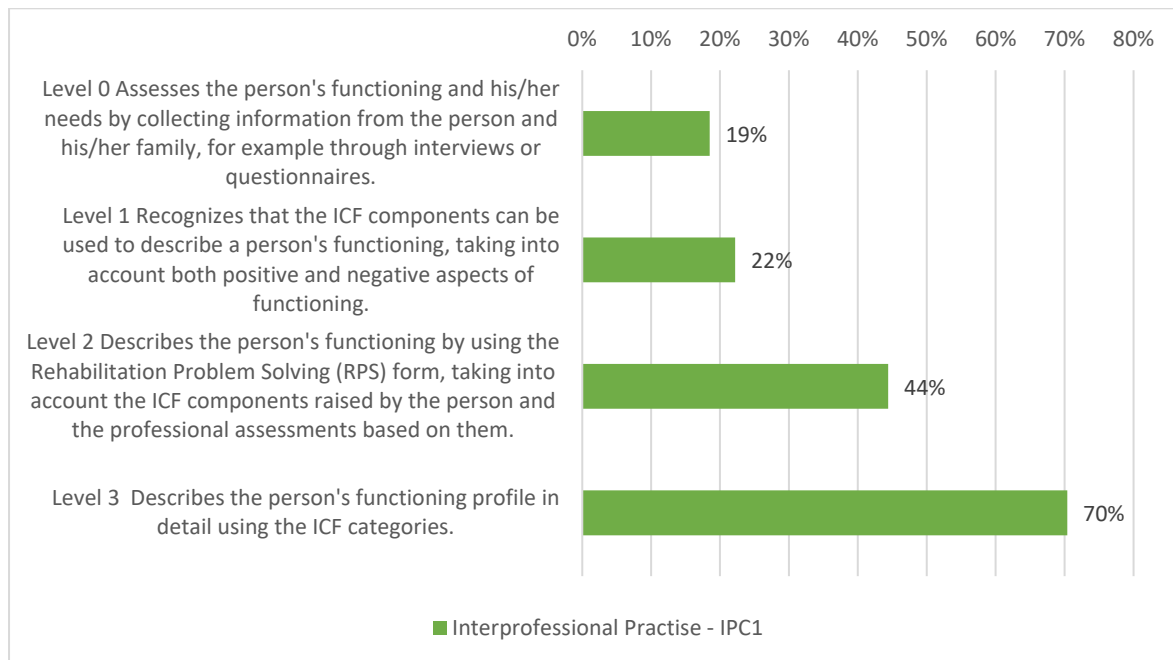 0% 10% 20% 30% 40% 50% 60% 70% 80%
Level 0 Assesses the person's functioning and his/her
needs by collecting information from the person and
his/her family, for example through interviews or
questionnaires.
19%
Level 1 Recognizes that the ICF components can be
used to describe a person's functioning, taking into
account both positive and negative aspects of
functioning.
22%
Level 2 Describes the person's functioning by using the
Rehabilitation Problem Solving (RPS) form, taking into
account the ICF components raised by the person and
the professional assessments based on them.
44%
Level 3  Describes the person's functioning profile in
detail using the ICF categories.
70%
Interprofessional Practise - IPC1